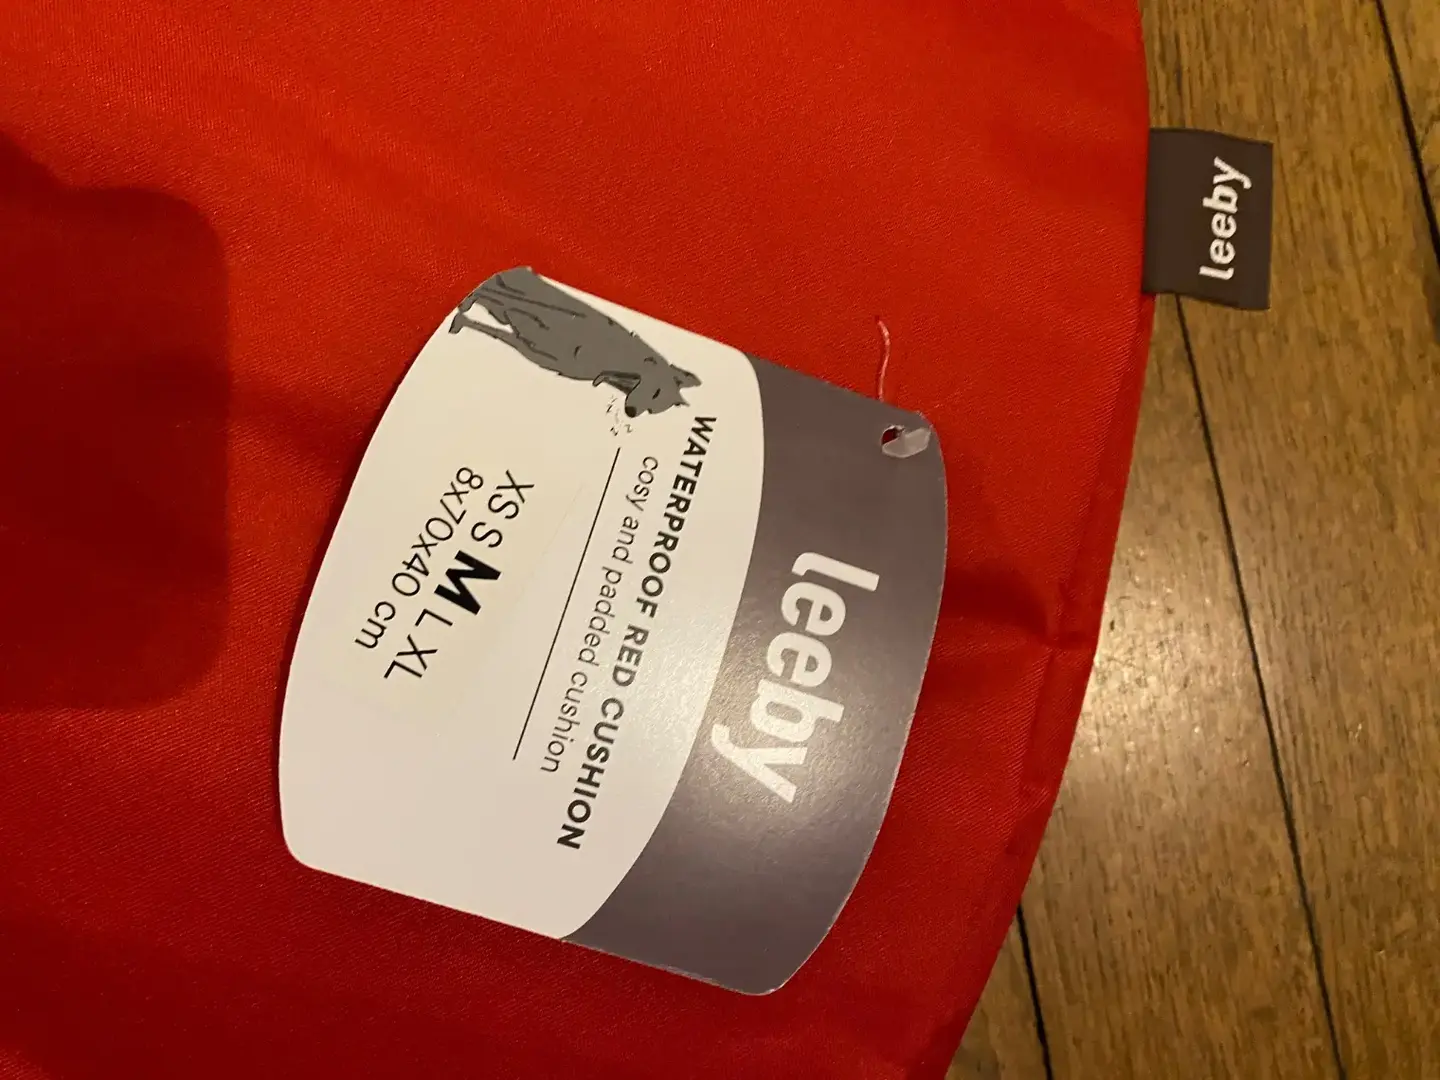 leeby
WATERPROOF RED CUSHION
cosy and padded cushion
XS S M L XL
8x70x40 cm
leeby